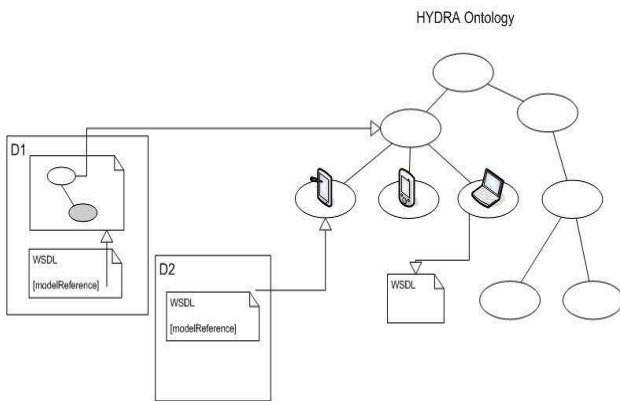 HYDRA Ontology
D1
WSDL
[modelReference]
D2
WSDL
[modelReference]
WSDL